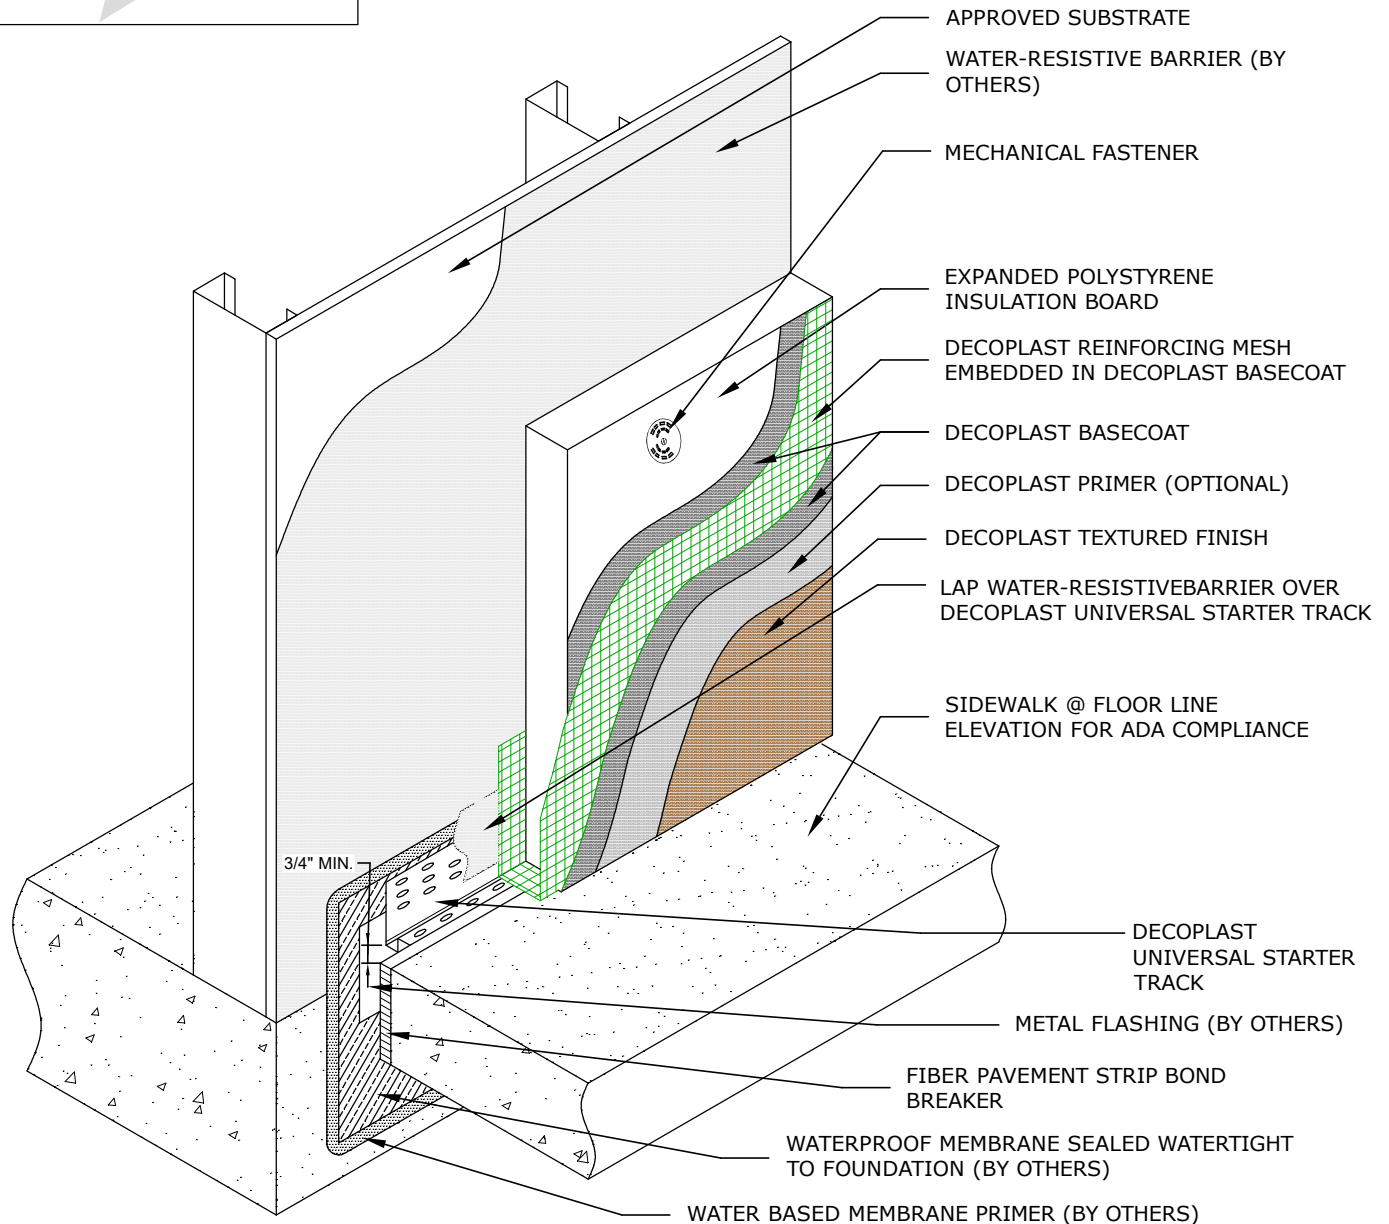 APPROVED SUBSTRATE
WATER-RESISTIVE BARRIER (BY
OTHERS)
MECHANICAL FASTENER
EXPANDED POLYSTYRENE
INSULATION BOARD
DECOPLAST REINFORCING MESH
EMBEDDED IN DECOPLAST BASECOAT
DECOPLAST BASECOAT
DECOPLAST PRIMER (OPTIONAL)
DECOPLAST TEXTURED FINISH
LAP WATER-RESISTIVEBARRIER OVER
DECOPLAST UNIVERSAL STARTER TRACK
SIDEWALK @ FLOOR LINE
ELEVATION FOR ADA COMPLIANCE
3/4" MIN.
DECOPLAST
UNIVERSAL STARTER
TRACK
METAL FLASHING (BY OTHERS)
FIBER PAVEMENT STRIP BOND
BREAKER
WATERPROOF MEMBRANE SEALED WATERTIGHT
TO FOUNDATION (BY OTHERS)
WATER BASED MEMBRANE PRIMER (BY OTHERS)